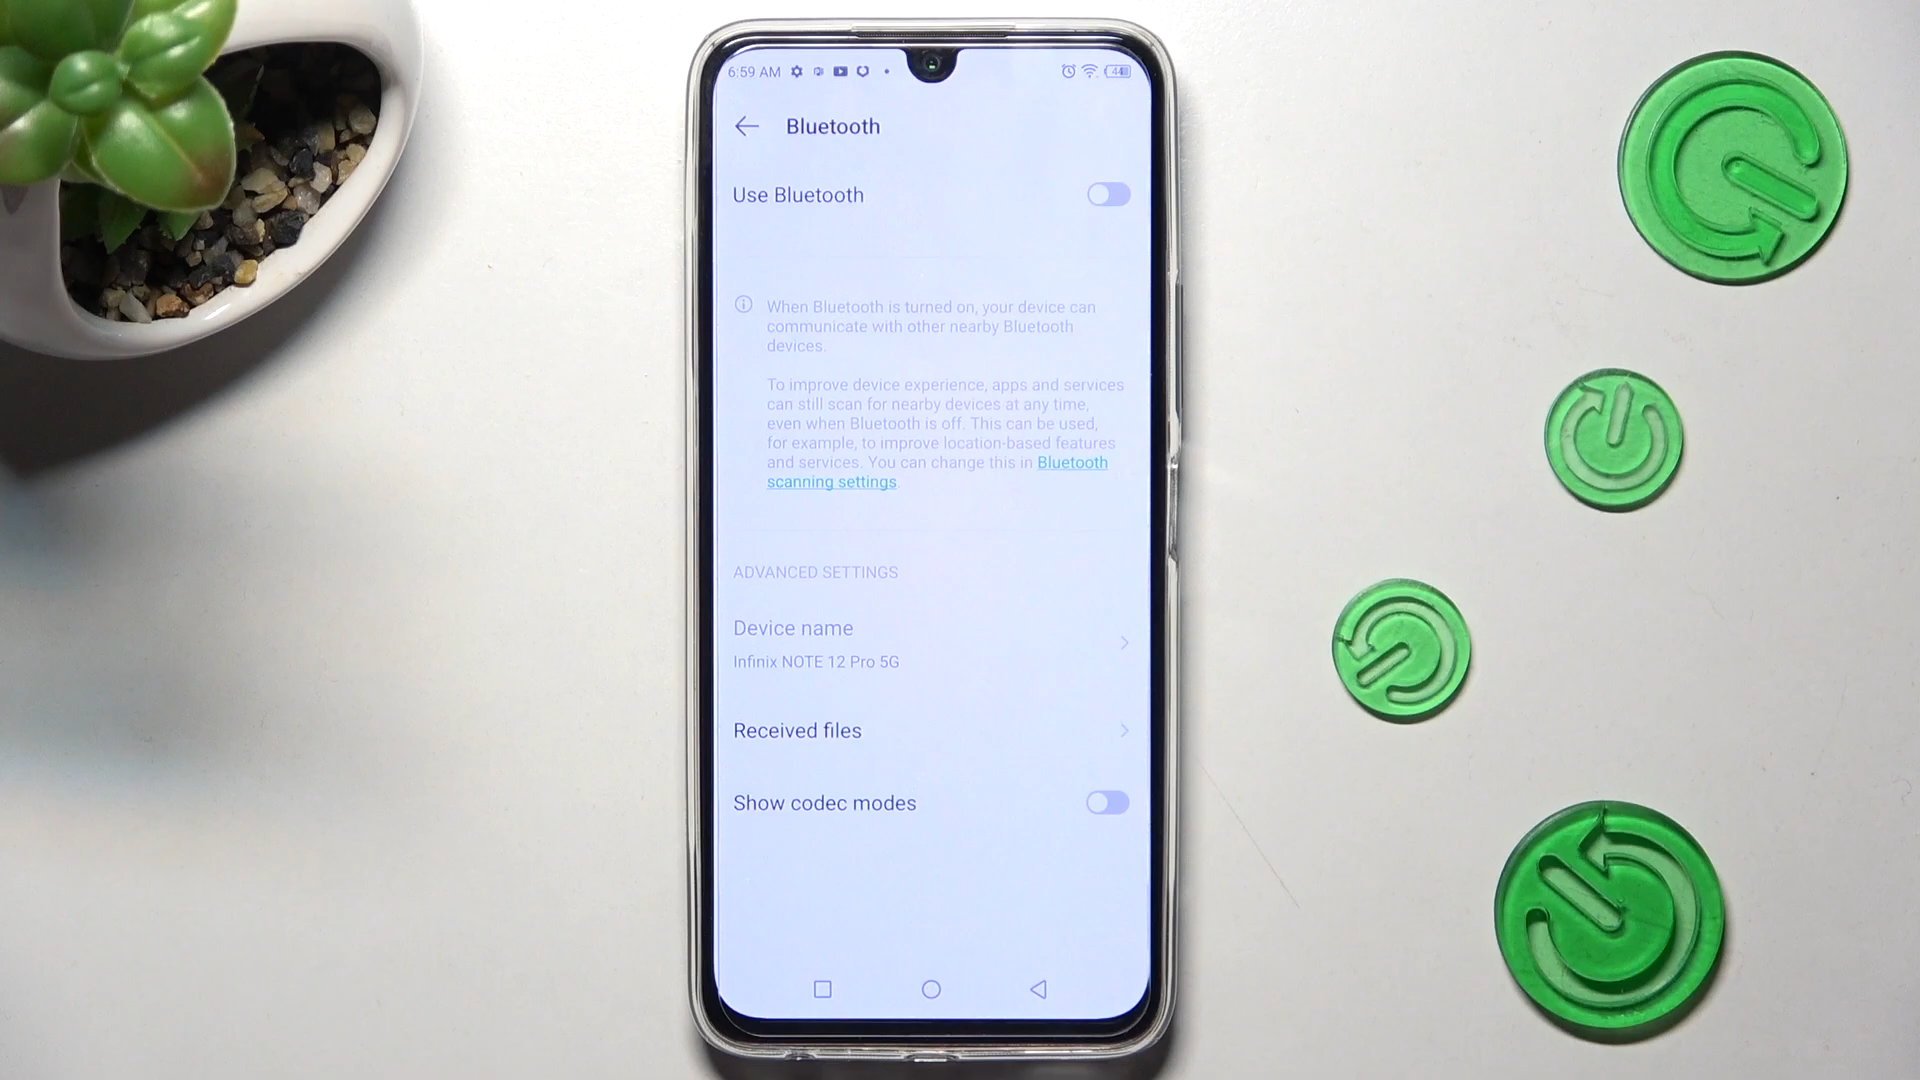 6:59 AM
44
Bluetooth
Use Bluetooth
When Bluetooth is turned on, your device can
communicate with other nearby Bluetooth
devices.
To improve device experience, apps and services
can still scan for nearby devices at any time,
even when Bluetooth is off. This can be used,
for example, to improve location-based features
and services. You can change this in Bluetooth
scanning settings.
ADVANCED SETTINGS
Device name
Infinix NOTE 12 Pro 5G
Received files
Show codec modes